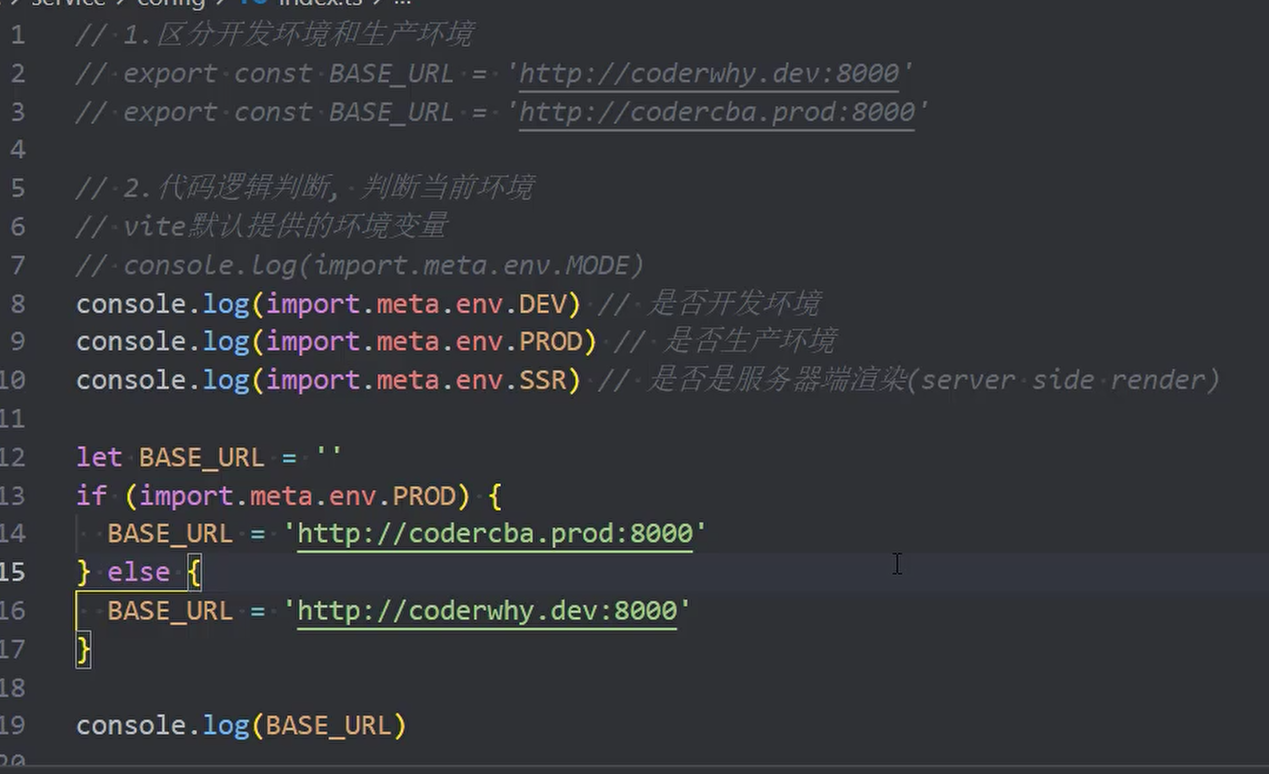 service > config > TS index.ts > ...
1 // 1.区分开发环境和生产环境
2 // export const BASE_URL = 'http://coderwhy.dev:8000'
3 // export const BASE_URL = 'http://codercba.prod:8000'
4
5 // 2.代码逻辑判断, 判断当前环境
6 // vite默认提供的环境变量
7 // console.log(import.meta.env.MODE)
8 console.log(import.meta.env.DEV) // 是否开发环境
9 console.log(import.meta.env.PROD) // 是否生产环境
10 console.log(import.meta.env.SSR) // 是否是服务器端渲染(server side render)
11
12 let BASE_URL = ''
13 if (import.meta.env.PROD) {
14 BASE_URL = 'http://codercba.prod:8000'
15 } else {
16 BASE_URL = 'http://coderwhy.dev:8000'
17 }
18
19 console.log(BASE_URL)
20